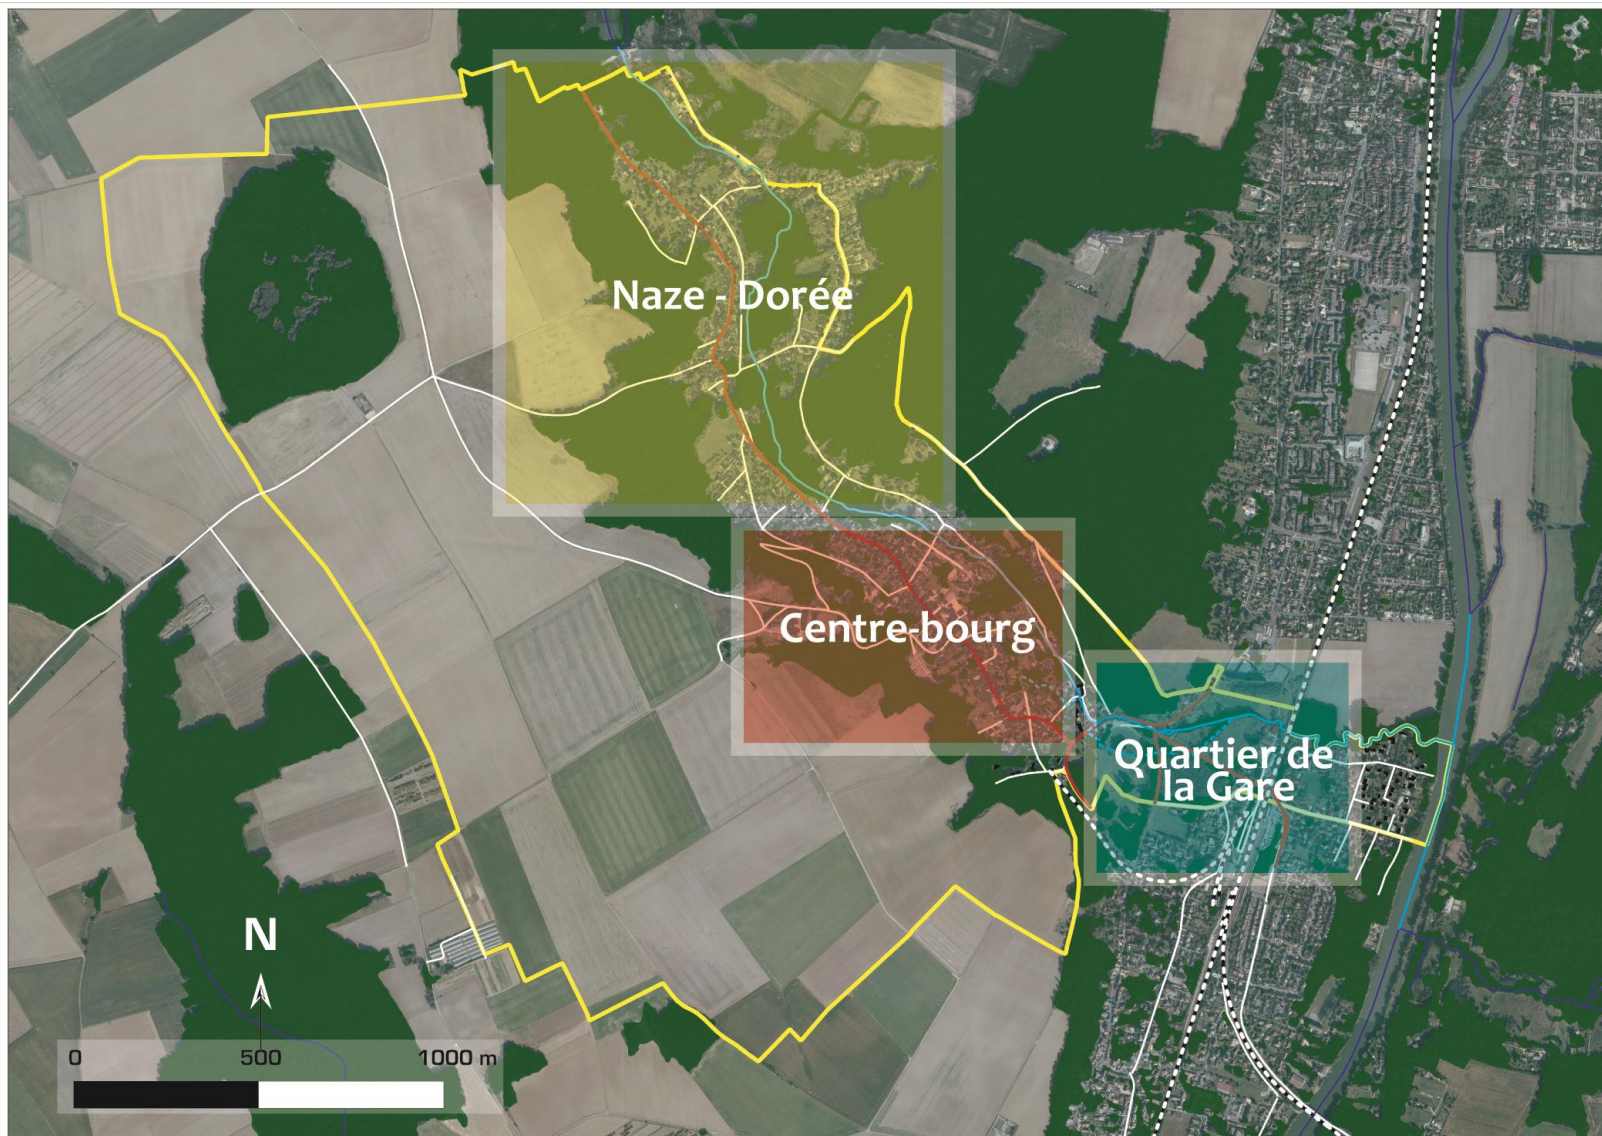 Naze - Dorée
Centre-bourg
Quartier de
la Gare
N
0 500 1000 m